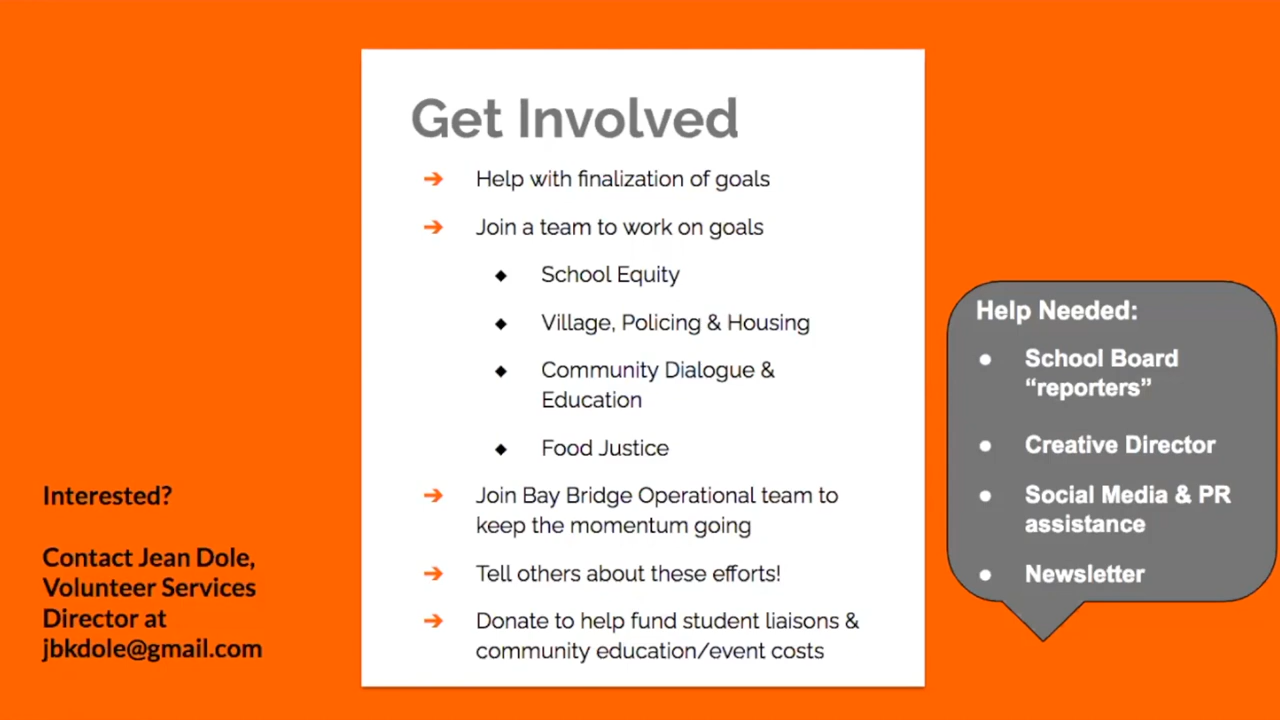 Get Involved
➔ Help with finalization of goals
➔ Join a team to work on goals
◆ School Equity
◆ Village, Policing & Housing
◆ Community Dialogue &
Education
◆ Food Justice
➔ Join Bay Bridge Operational team to
keep the momentum going
➔ Tell others about these efforts!
➔ Donate to help fund student liaisons &
community education/event costs
Interested?
Contact Jean Dole,
Volunteer Services
Director at
jbkdole@gmail.com
Help Needed:
● School Board
“reporters”
● Creative Director
● Social Media & PR
assistance
● Newsletter